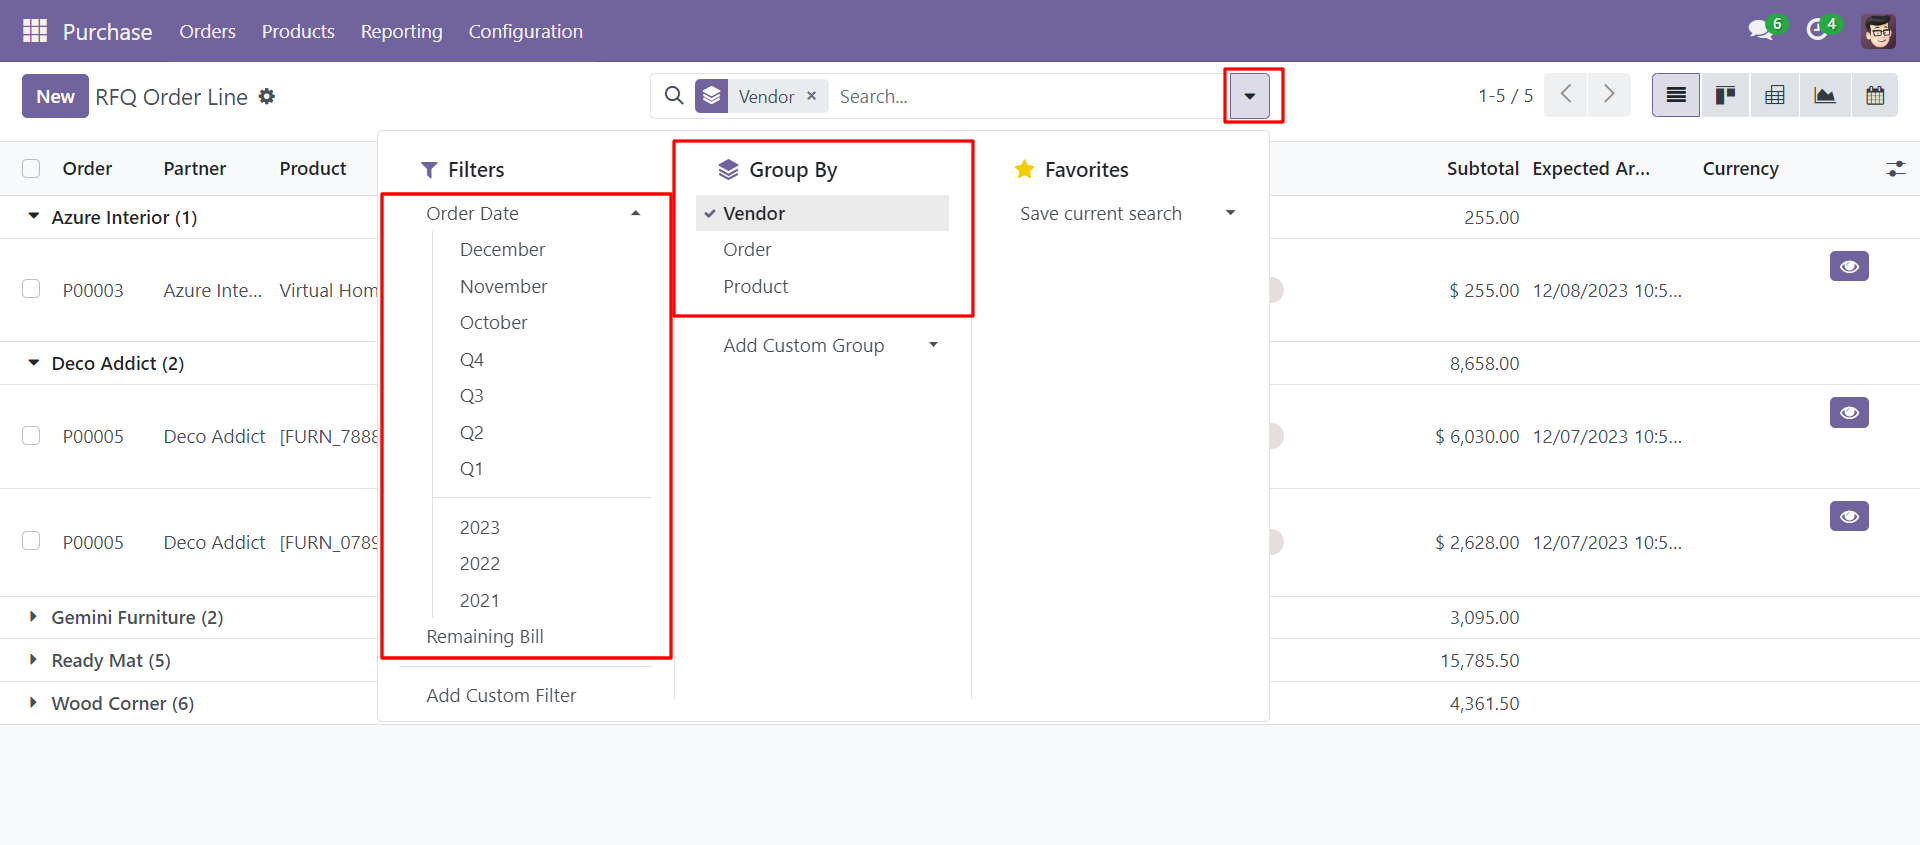 Purchase Orders Products Reporting Configuration 6 4
New RFQ Order Line Vendor × Search... 1-5 / 5
Order Partner Product Filters Group By Favorites Subtotal Expected Ar... Currency
Azure Interior (1) Order Date Vendor Save current search 255.00
December Order
P00003 Azure Inte... Virtual Hom November Product $ 255.00 12/08/2023 10:5...
October
Deco Addict (2) Q4 Add Custom Group 8,658.00
Q3
P00005 Deco Addict [FURN_7888 Q2 $ 6,030.00 12/07/2023 10:5...
Q1
2023
P00005 Deco Addict [FURN_0789 2022 $ 2,628.00 12/07/2023 10:5...
2021
Gemini Furniture (2) Remaining Bill 3,095.00
Ready Mat (5) 15,785.50
Wood Corner (6) Add Custom Filter 4,361.50